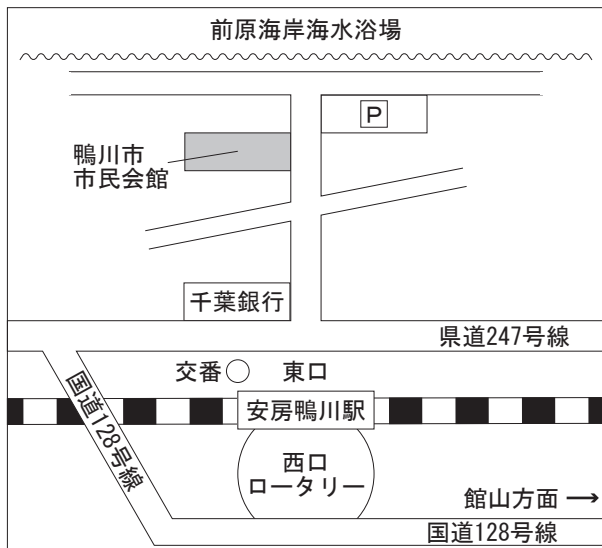 前原海岸海水浴場
P
鴨川市
市民会館
千葉銀行
県道247号線
交番
東口
国道128号線
安房鴨川駅
西口
ロータリー
館山方面
国道128号線